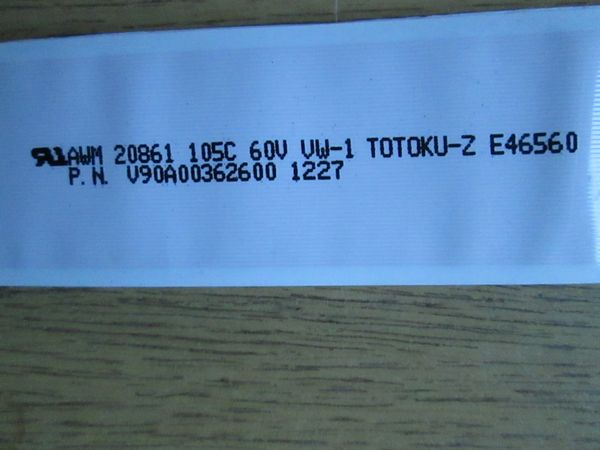 AWM 20861 105C 60V VW-1 TOTOKU-Z E46560
P.N. V90A00362600 1227